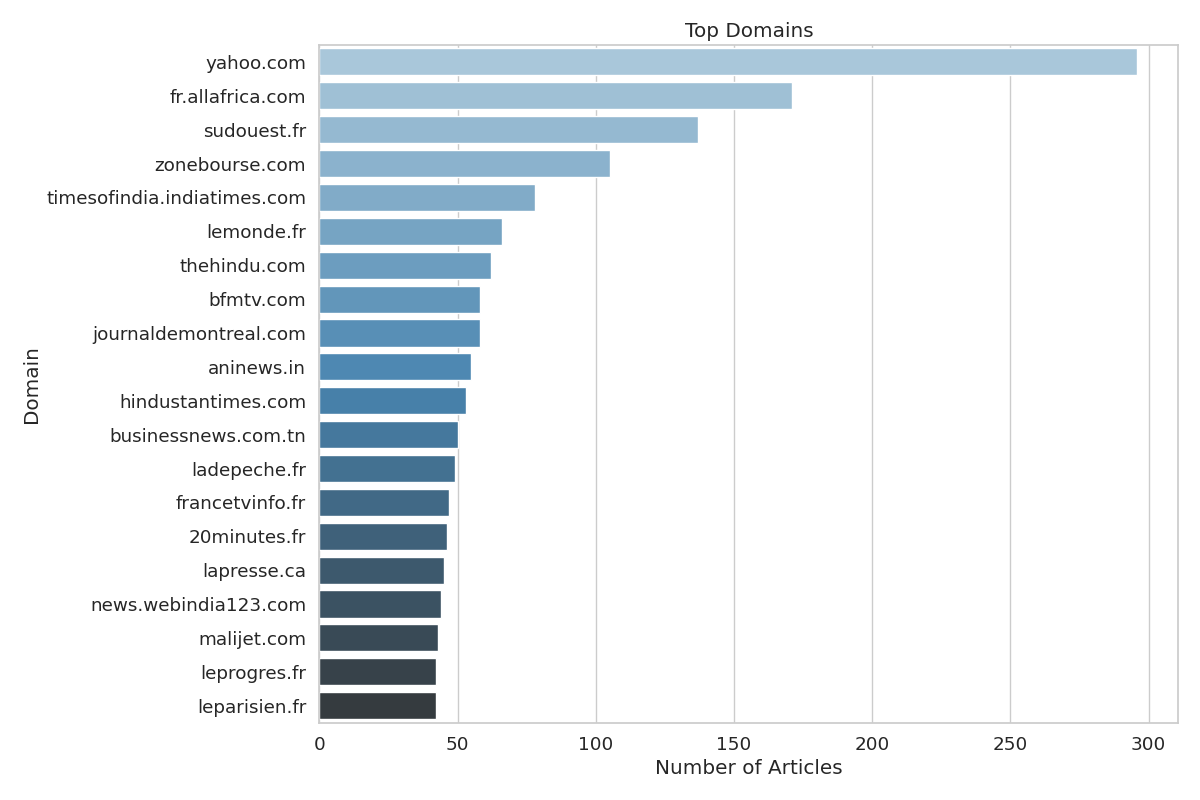 Top Domains
yahoo.com
fr.allafrica.com
sudouest.fr
zonebourse.com
timesofindia.indiatimes.com
lemonde.fr
thehindu.com
bfmtv.com
journaldemontreal.com
aninews.in
hindustantimes.com
businessnews.com.tn
ladepeche.fr
francetvinfo.fr
20minutes.fr
lapresse.ca
news.webindia123.com
malijet.com
leprogres.fr
leparisien.fr
Domain
0 50 100 150 200 250 300
Number of Articles